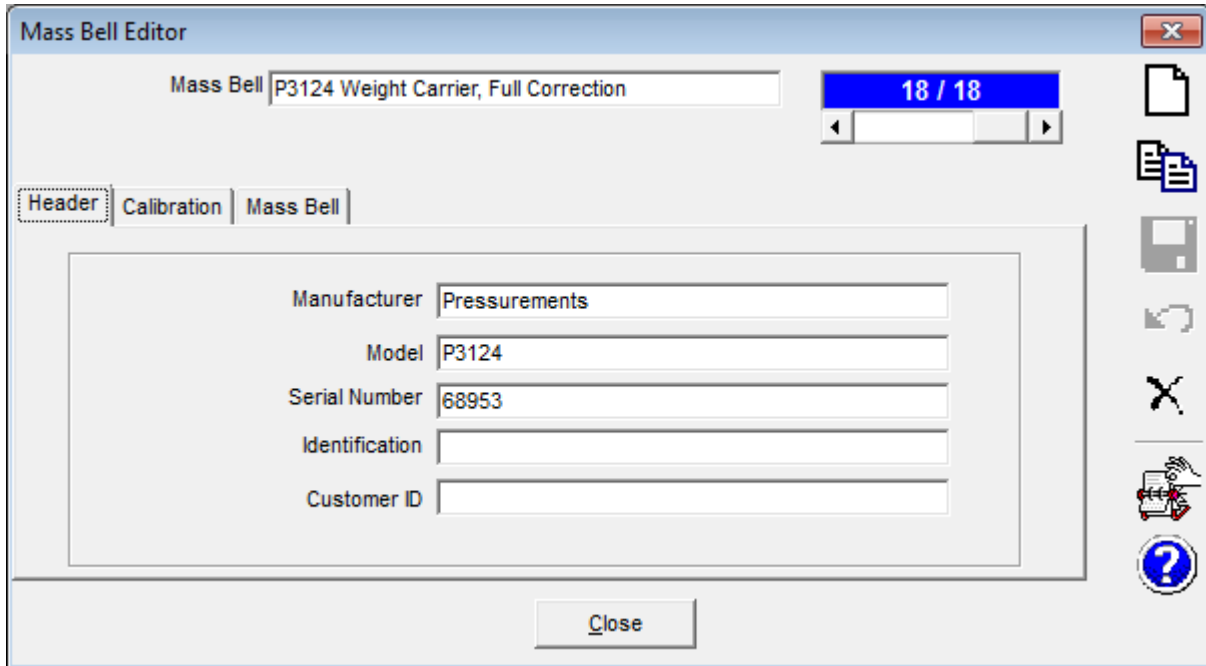 Mass Bell Editor
Mass Bell P3124 Weight Carrier, Full Correction
18 / 18
Header Calibration Mass Bell
Manufacturer Pressurements
Model P3124
Serial Number 68953
Identification
Customer ID
Close